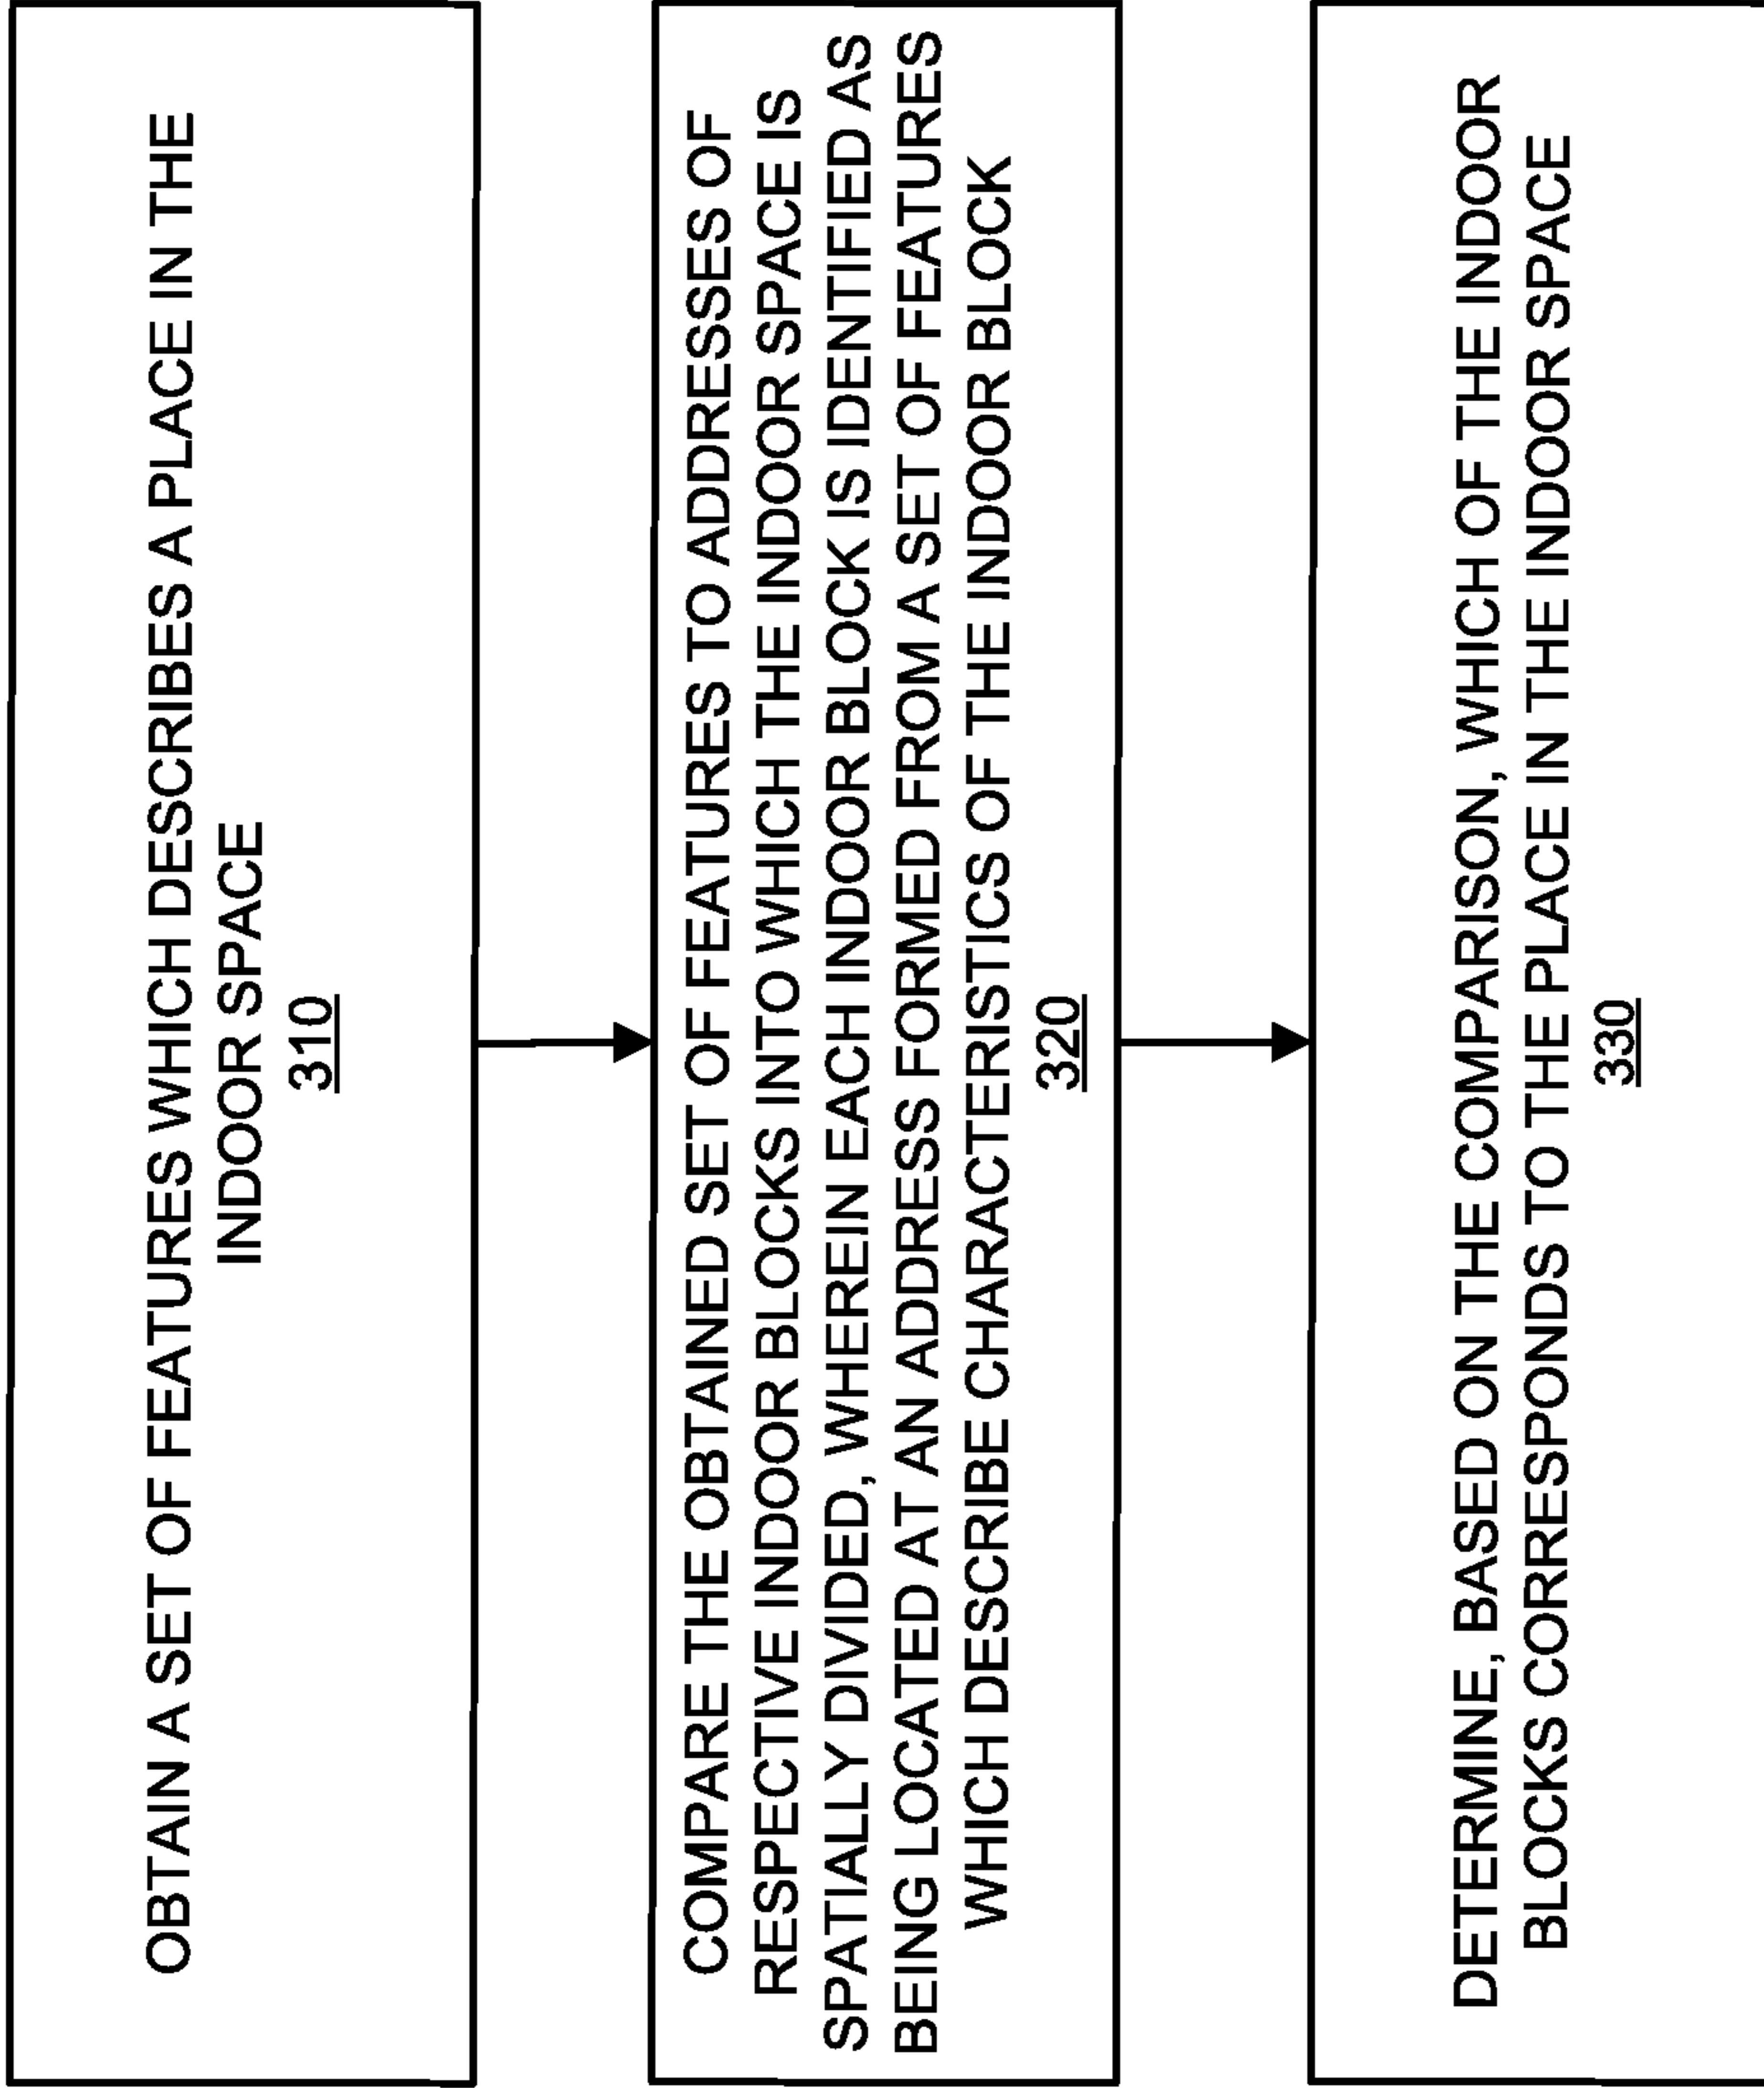 OBTAIN A SET OF FEATURES WHICH DESCRIBES A PLACE IN THE
INDOOR SPACE
310
COMPARE THE OBTAINED SET OF FEATURES TO ADDRESSES OF
RESPECTIVE INDOOR BLOCKS INTO WHICH THE INDOOR SPACE IS
SPATIALLY DIVIDED, WHEREIN EACH INDOOR BLOCK IS IDENTIFIED AS
BEING LOCATED AT AN ADDRESS FORMED FROM A SET OF FEATURES
WHICH DESCRIBE CHARACTERISTICS OF THE INDOOR BLOCK
320
DETERMINE, BASED ON THE COMPARISON, WHICH OF THE INDOOR
BLOCKS CORRESPONDS TO THE PLACE IN THE INDOOR SPACE
330